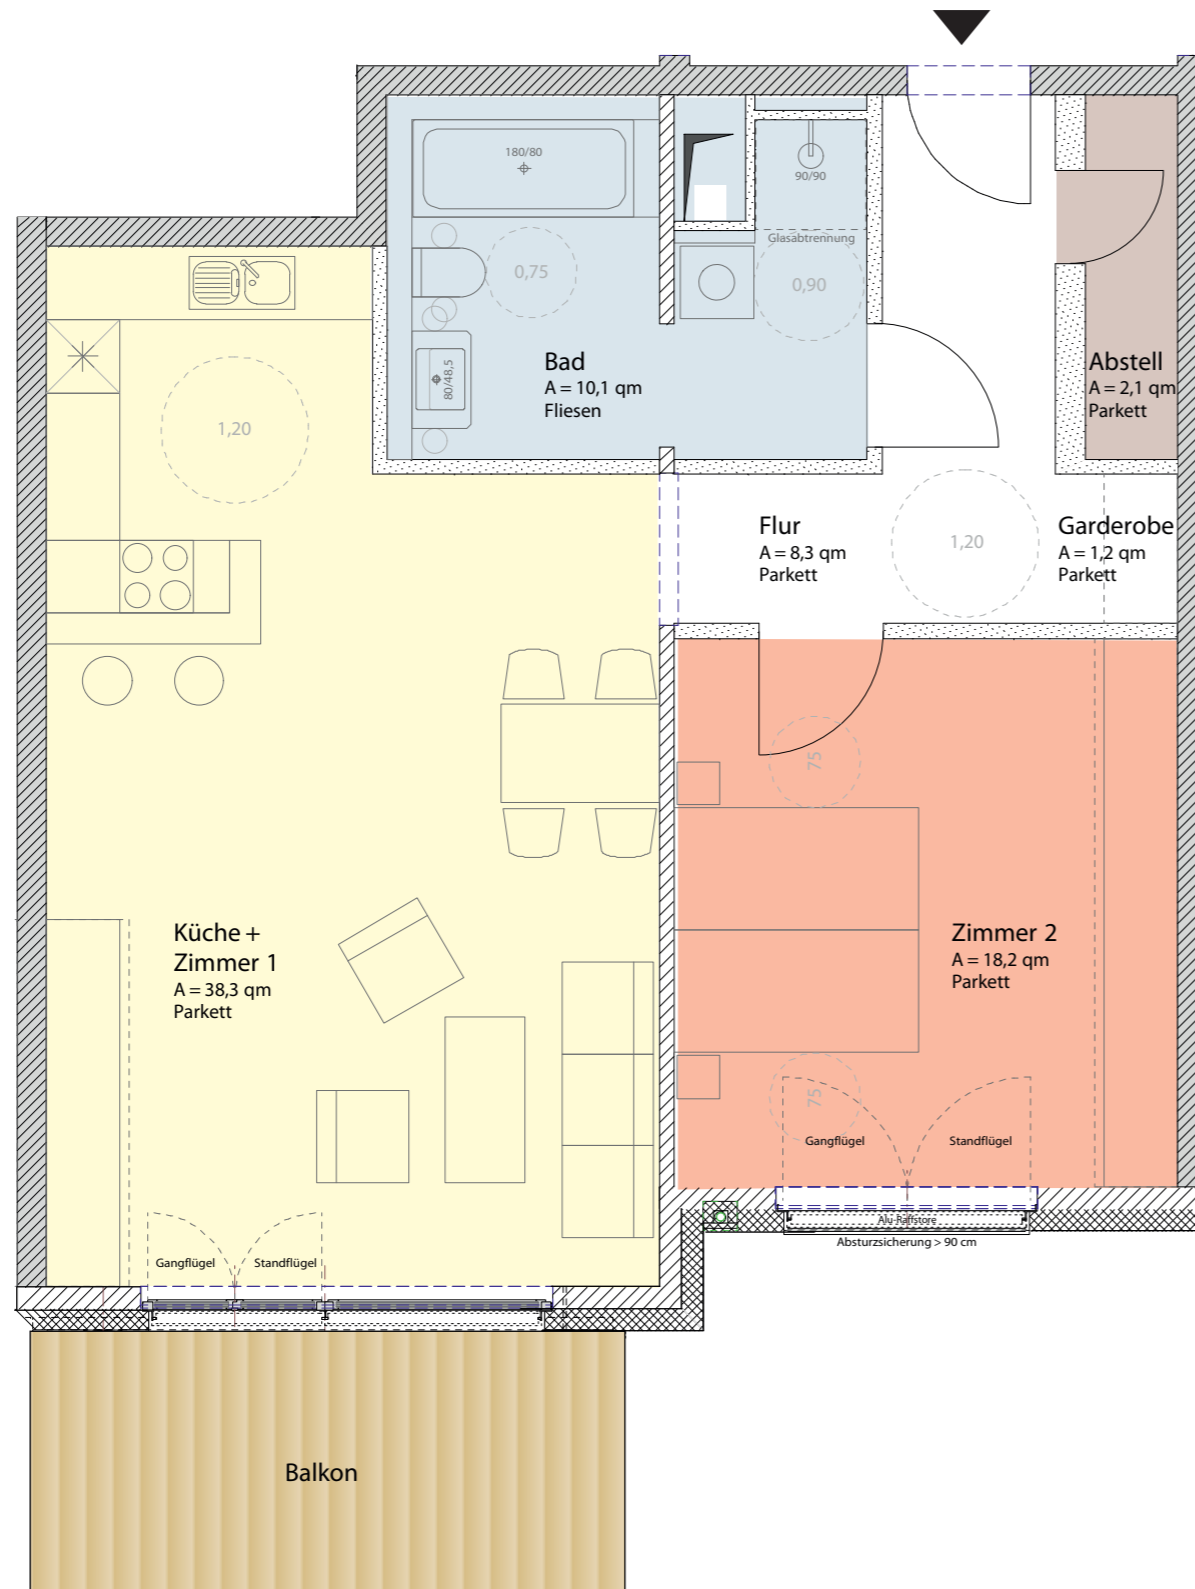 180/80
90/90
Glasabtrennung
0,75
0,90
80/48,5
Bad
A = 10,1 qm
Fliesen
Abstell
A = 2,1 qm
Parkett
1,20
Flur
A = 8,3 qm
Parkett
1,20
Garderobe
A = 1,2 qm
Parkett
75
Küche +
Zimmer 1
A = 38,3 qm
Parkett
Zimmer 2
A = 18,2 qm
Parkett
75
Gangflügel
Standflügel
Alu-Raffstore
Absturzsicherung > 90 cm
Gangflügel
Standflügel
Balkon